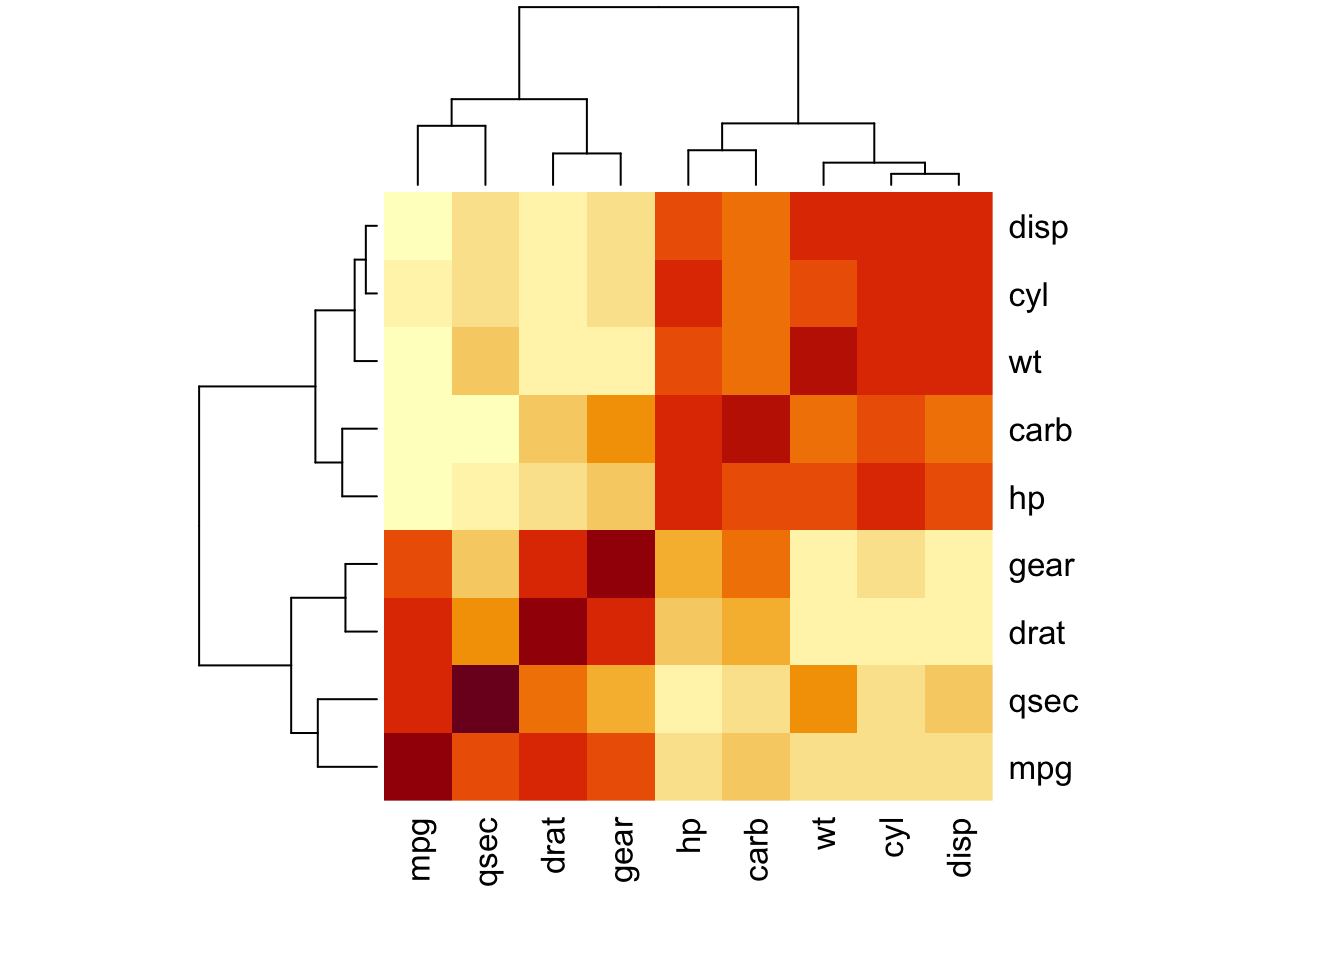 disp
cyl
wt
carb
hp
gear
drat
qsec
mpg
mpg
qsec
drat
gear
hp
carb
wt
cyl
disp